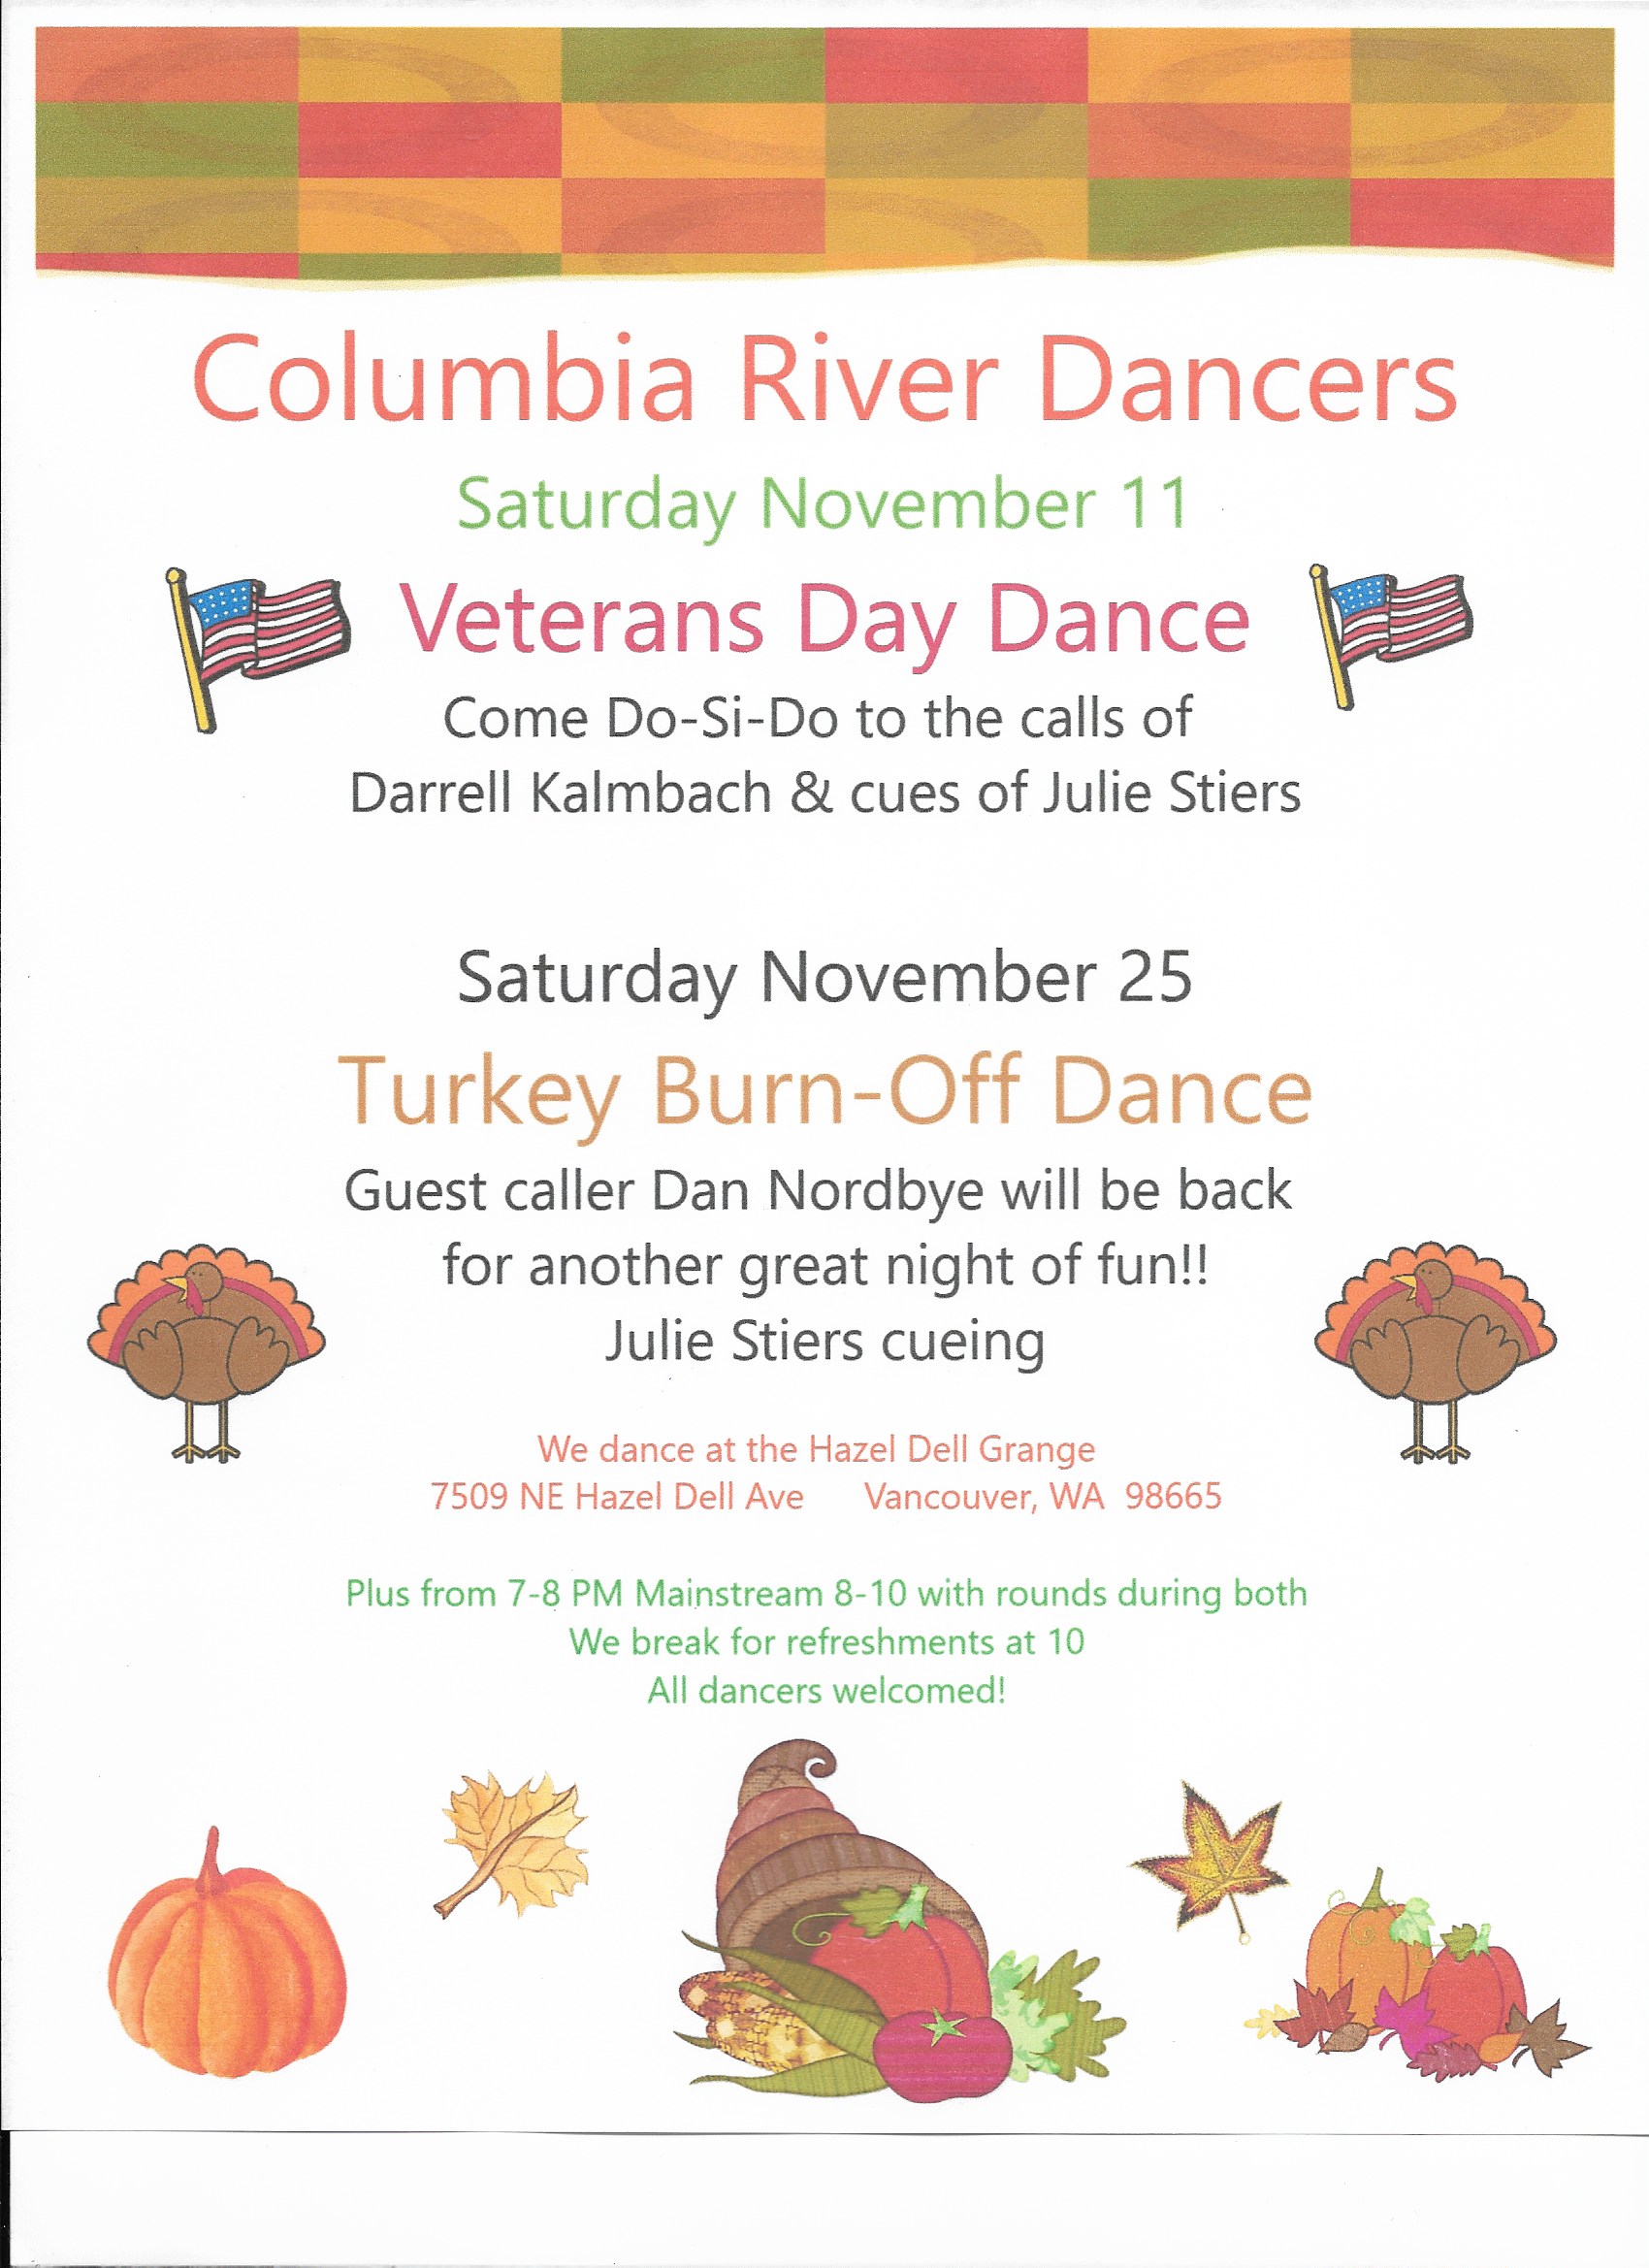 Columbia River Dancers
Saturday November 11
Veterans Day Dance
Come Do-Si-Do to the calls of
Darrell Kalmbach & cues of Julie Stiers
Saturday November 25
Turkey Burn-Off Dance
Guest caller Dan Nordbye will be back
for another great night of fun!!
Julie Stiers cueing
We dance at the Hazel Dell Grange
7509 NE Hazel Dell Ave Vancouver, WA 98665
Plus from 7-8 PM Mainstream 8-10 with rounds during both
We break for refreshments at 10
All dancers welcomed!